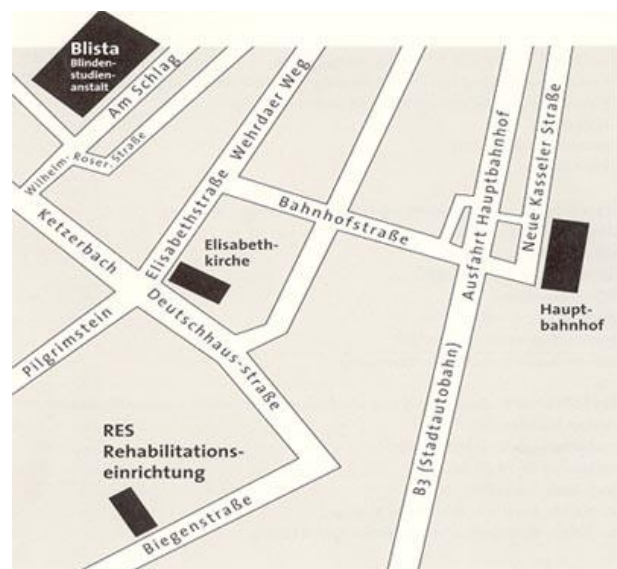 Blista
Blinden-
studien-
anstalt
Am Schlag
Wilhelm-Roser-Straße
Wehrdaer Weg
Elisabethstraße
Ketzerbach
Bahnhofstraße
Elisabeth-
kirche
Ausfahrt Hauptbahnhof
Neue Kasseler Straße
Haupt-
bahnhof
Deutschhaus-straße
Pilgrimstein
B3 (Stadtautobahn)
RES
Rehabilitations-
einrichtung
Biegenstraße